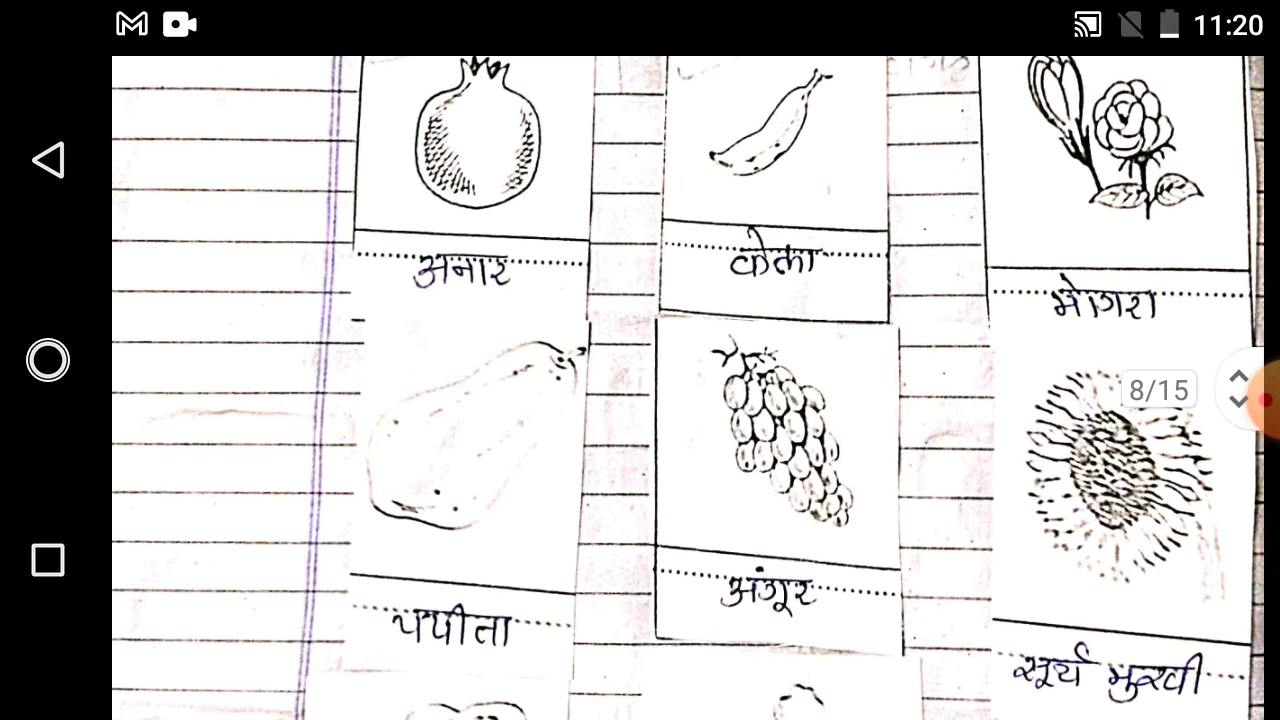 11:20
अनार
केला
मोगरा
8/15
पपीता
अंगूर
सूर्य मुखी